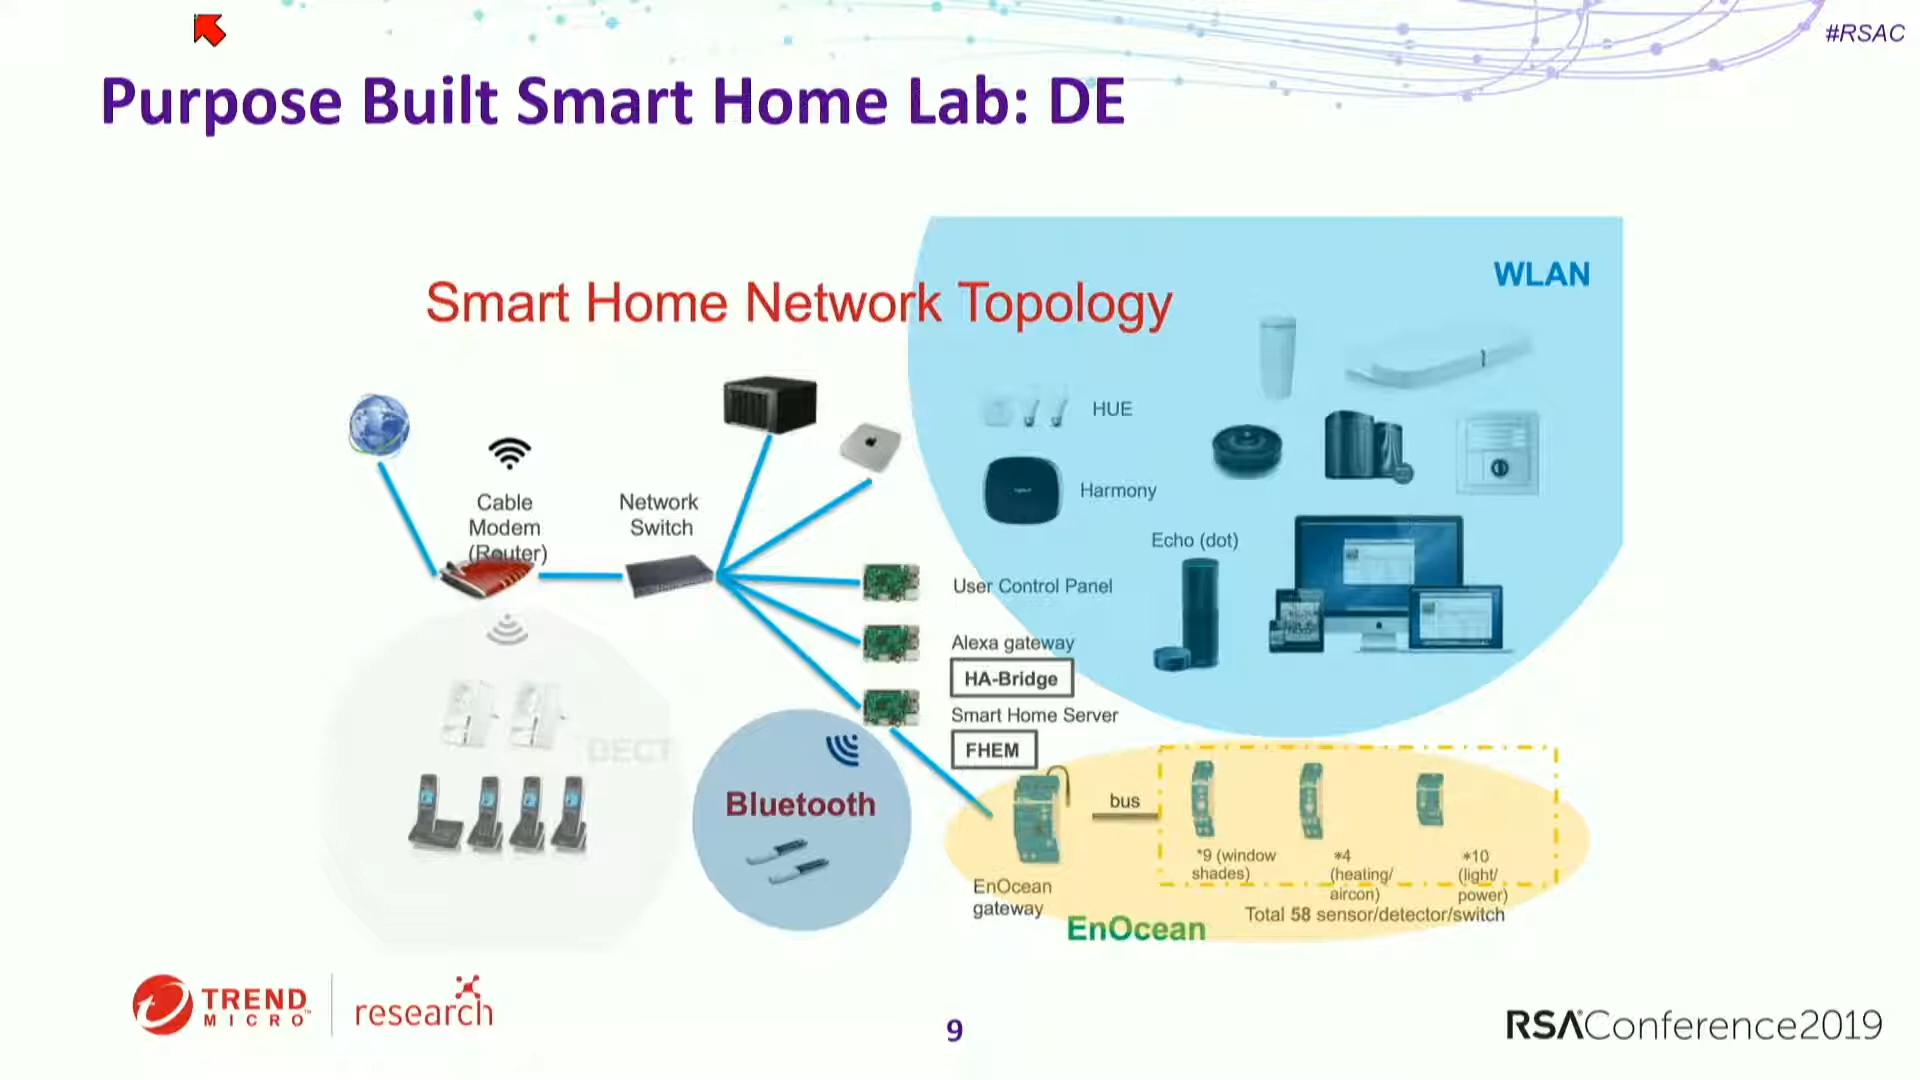 #RSAC
Purpose Built Smart Home Lab: DE
Smart Home Network Topology
WLAN
HUE
Harmony
Echo (dot)
Cable
Modem
(Router)
Network
Switch
User Control Panel
Alexa gateway
HA-Bridge
Smart Home Server
FHEM
DECT
Bluetooth
bus
*9 (window
shades)
*4
(heating/
aircon)
*10
(light/
power)
Total 58 sensor/detector/switch
EnOcean
gateway
EnOcean
TREND
MICRO
research
9
RSAConference2019